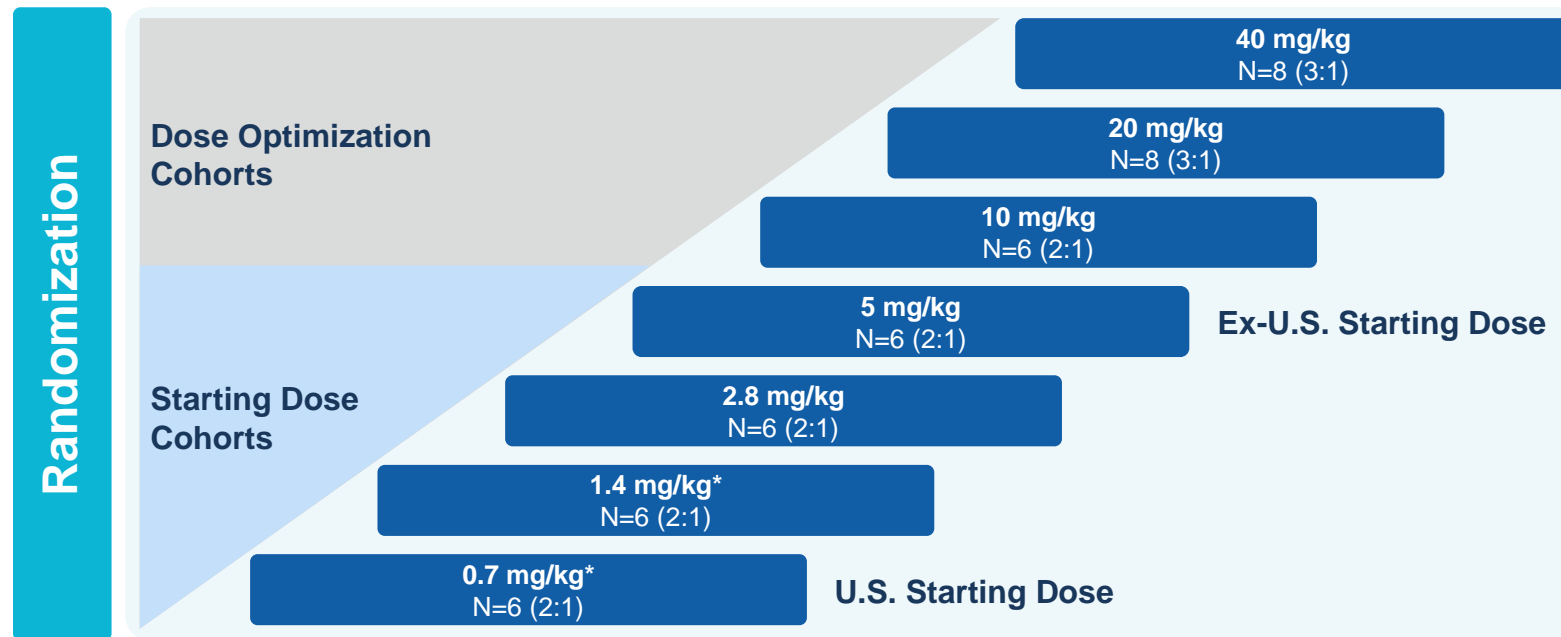 Randomization
Dose Optimization
Cohorts
Starting Dose
Cohorts
40 mg/kg
N=8 (3:1)
20 mg/kg
N=8 (3:1)
10 mg/kg
N=6 (2:1)
5 mg/kg
N=6 (2:1)
Ex-U.S. Starting Dose
2.8 mg/kg
N=6 (2:1)
1.4 mg/kg*
N=6 (2:1)
0.7 mg/kg*
N=6 (2:1)
U.S. Starting Dose